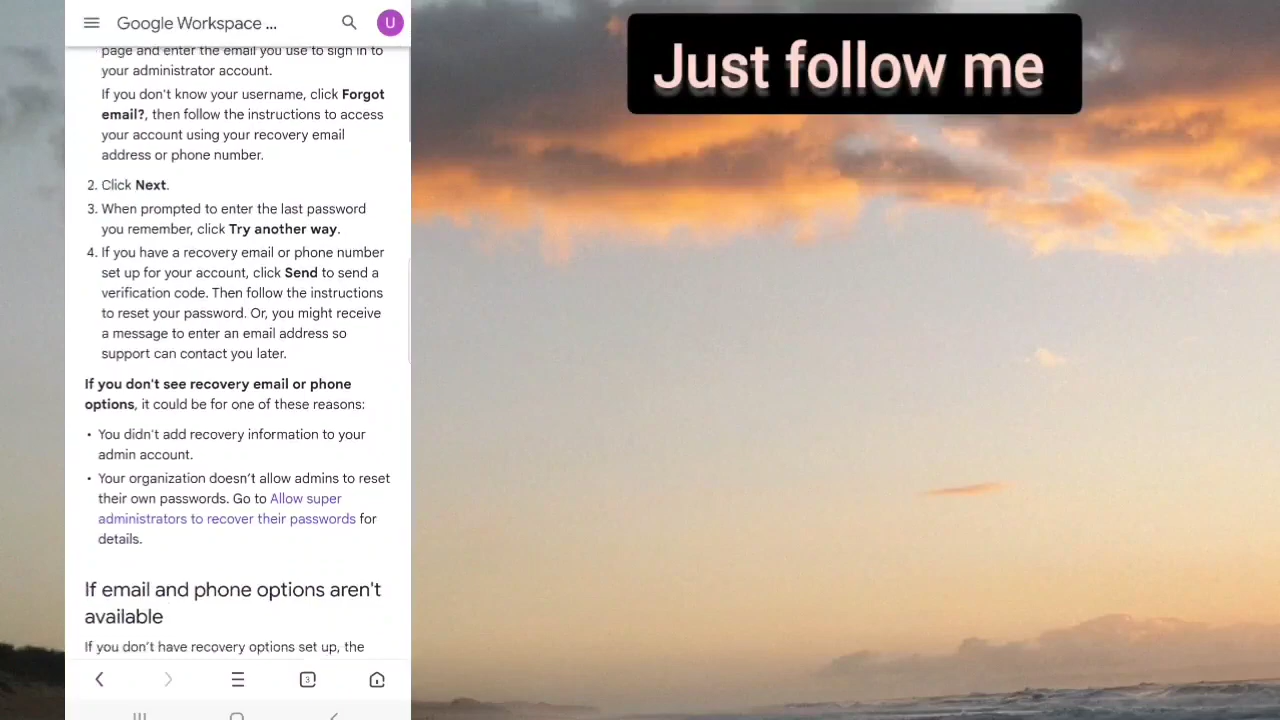 Google Workspace ...
U
Just follow me
page and enter the email you use to sign in to
your administrator account.
If you don't know your username, click Forgot
email?, then follow the instructions to access
your account using your recovery email
address or phone number.
2. Click Next.
3. When prompted to enter the last password
you remember, click Try another way.
4. If you have a recovery email or phone number
set up for your account, click Send to send a
verification code. Then follow the instructions
to reset your password. Or, you might receive
a message to enter an email address so
support can contact you later.
If you don't see recovery email or phone
options, it could be for one of these reasons:
• You didn't add recovery information to your
admin account.
• Your organization doesn’t allow admins to reset
their own passwords. Go to Allow super
administrators to recover their passwords for
details.
If email and phone options aren't
available
If you don’t have recovery options set up, the
3